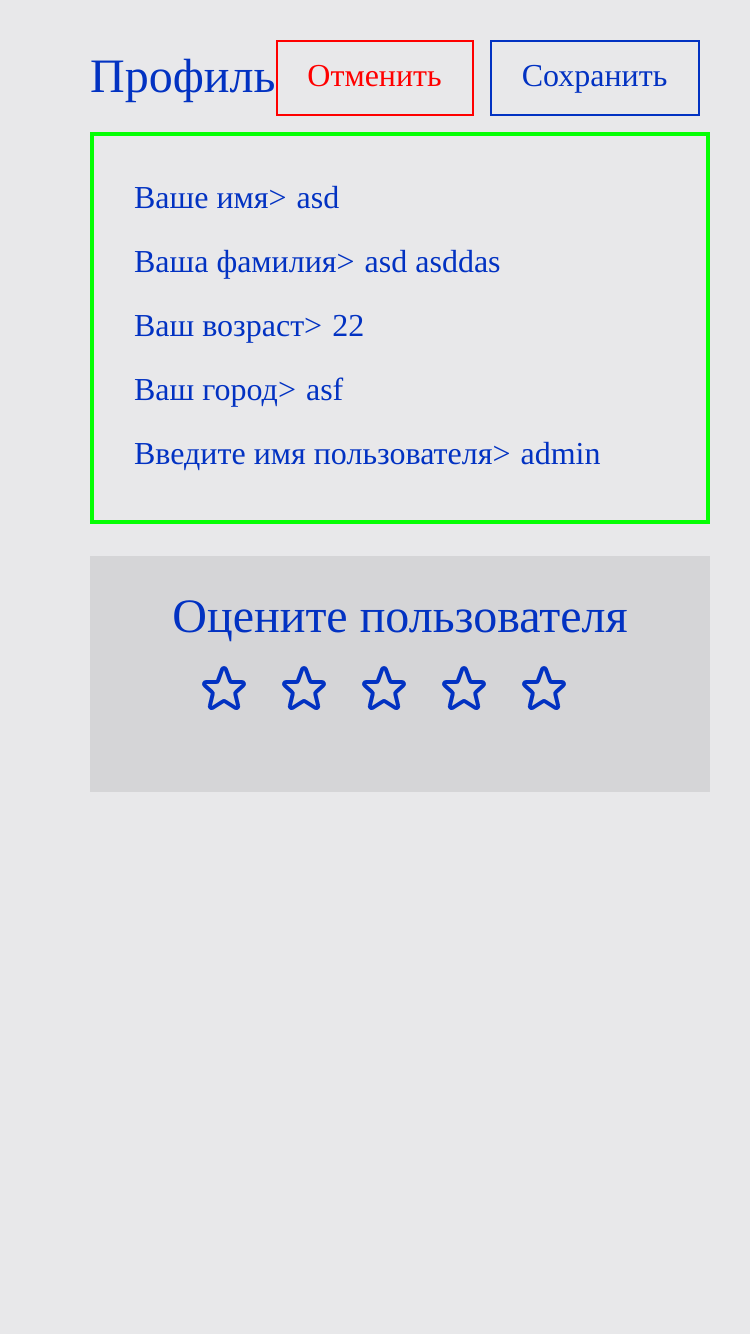 Профиль Отменить Сохранить
Ваше имя> asd
Ваша фамилия> asd asddas
Ваш возраст> 22
Ваш город> asf
Введите имя пользователя> admin
Оцените пользователя